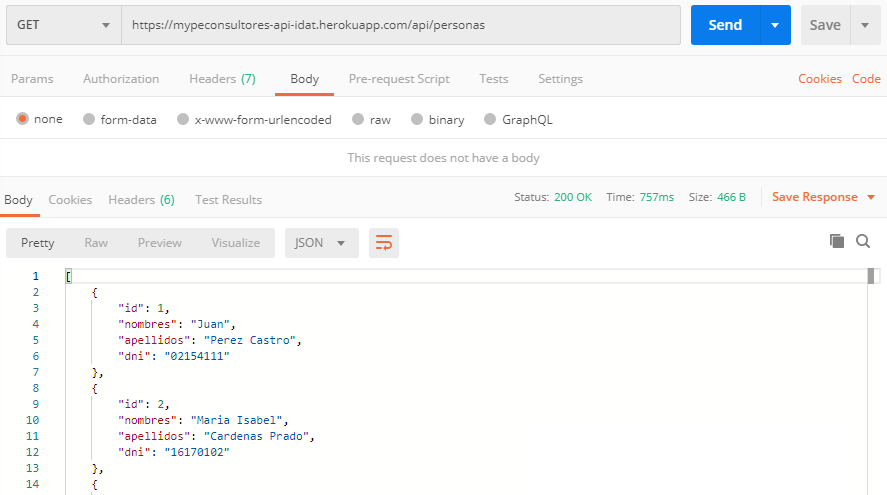 GET https://mypeconsultores-api-idat.herokuapp.com/api/personas Send Save
Params Authorization Headers (7) Body Pre-request Script Tests Settings Cookies Code
none form-data x-www-form-urlencoded raw binary GraphQL
This request does not have a body
Body Cookies Headers (6) Test Results Status: 200 OK Time: 757ms Size: 466 B Save Response
Pretty Raw Preview Visualize JSON
1 [
2 {
3 "id": 1,
4 "nombres": "Juan",
5 "apellidos": "Perez Castro",
6 "dni": "02154111"
7 },
8 {
9 "id": 2,
10 "nombres": "Maria Isabel",
11 "apellidos": "Cardenas Prado",
12 "dni": "16170102"
13 },
14 {